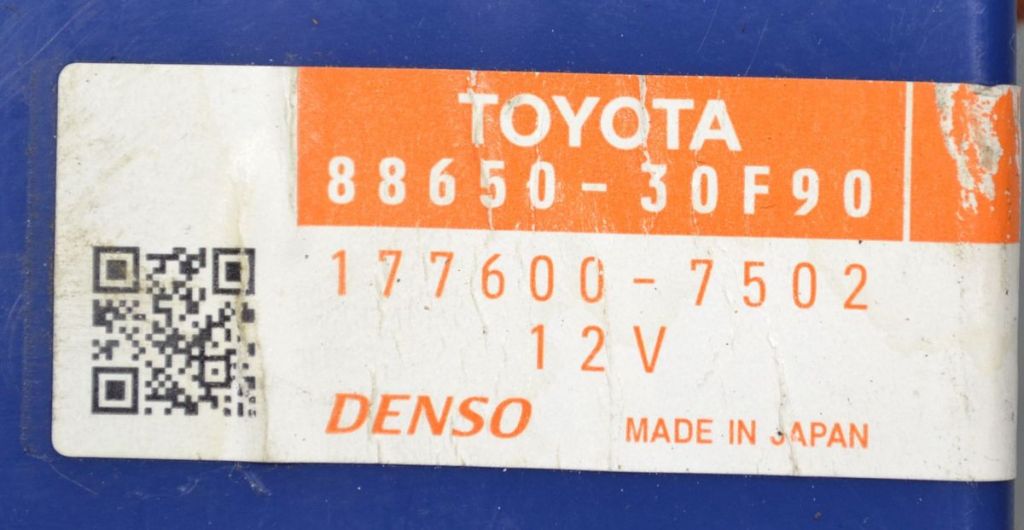 TOYOTA
88650-30F90
177600-7502
12V
DENSO
MADE IN JAPAN